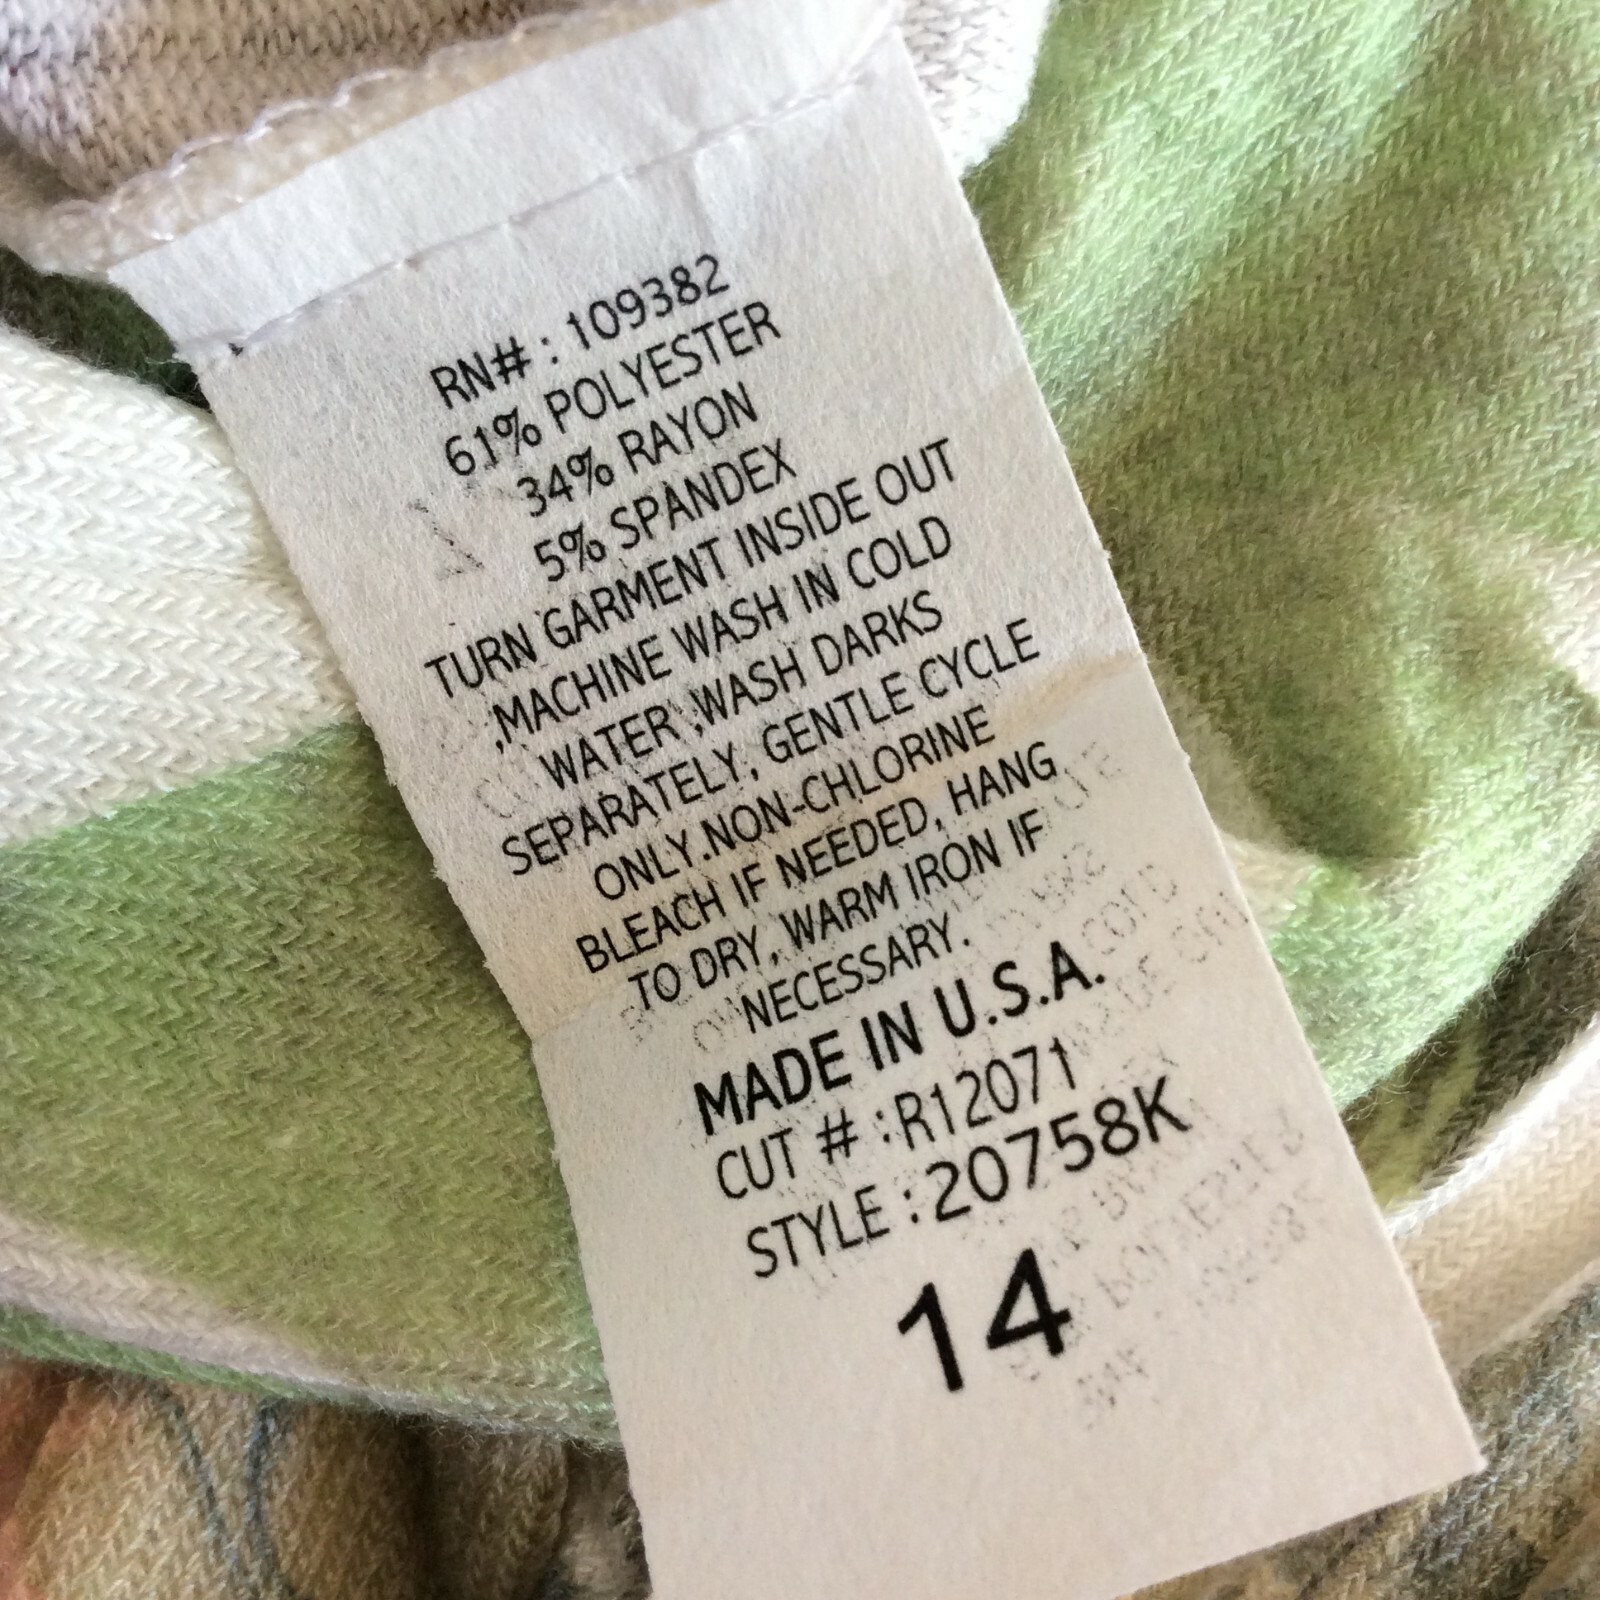 RN# : 109382
61% POLYESTER
34% RAYON
5% SPANDEX
TURN GARMENT INSIDE OUT
,MACHINE WASH IN COLD
WATER ,WASH DARKS
SEPARATELY, GENTLE CYCLE
ONLY.NON-CHLORINE
BLEACH IF NEEDED, HANG
TO DRY, WARM IRON IF
NECESSARY.
MADE IN U.S.A.
CUT # :R12071
STYLE : 20758K
14